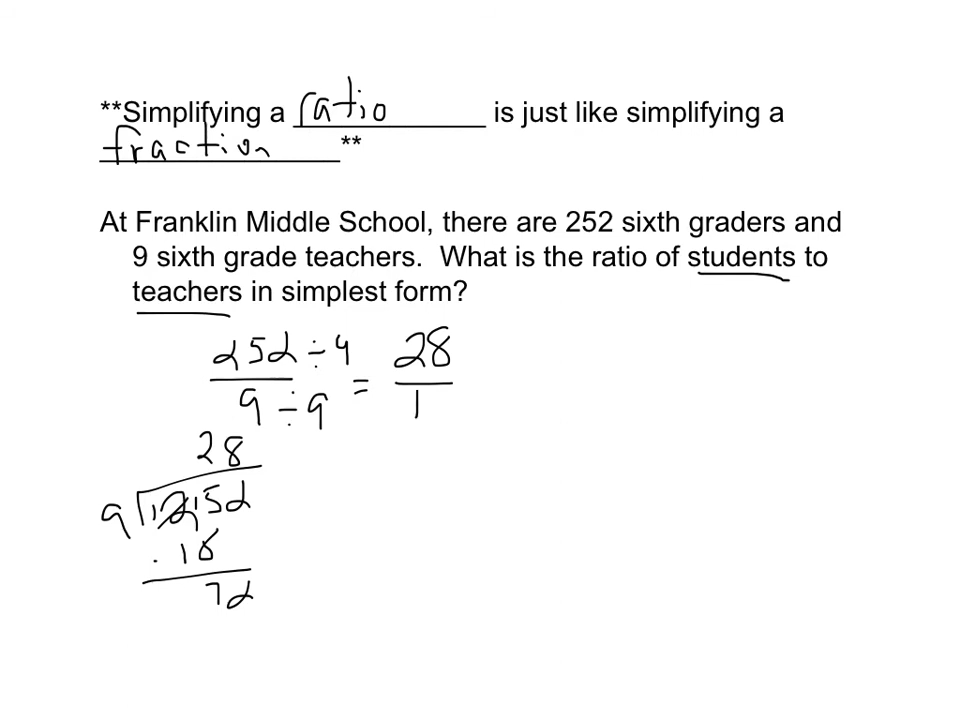 **Simplifying a ratio is just like simplifying a
fraction **
At Franklin Middle School, there are 252 sixth graders and
9 sixth grade teachers. What is the ratio of students to
teachers in simplest form?
252 ÷ 9 = 28
9 ÷ 9 1
28
9 252
18
72